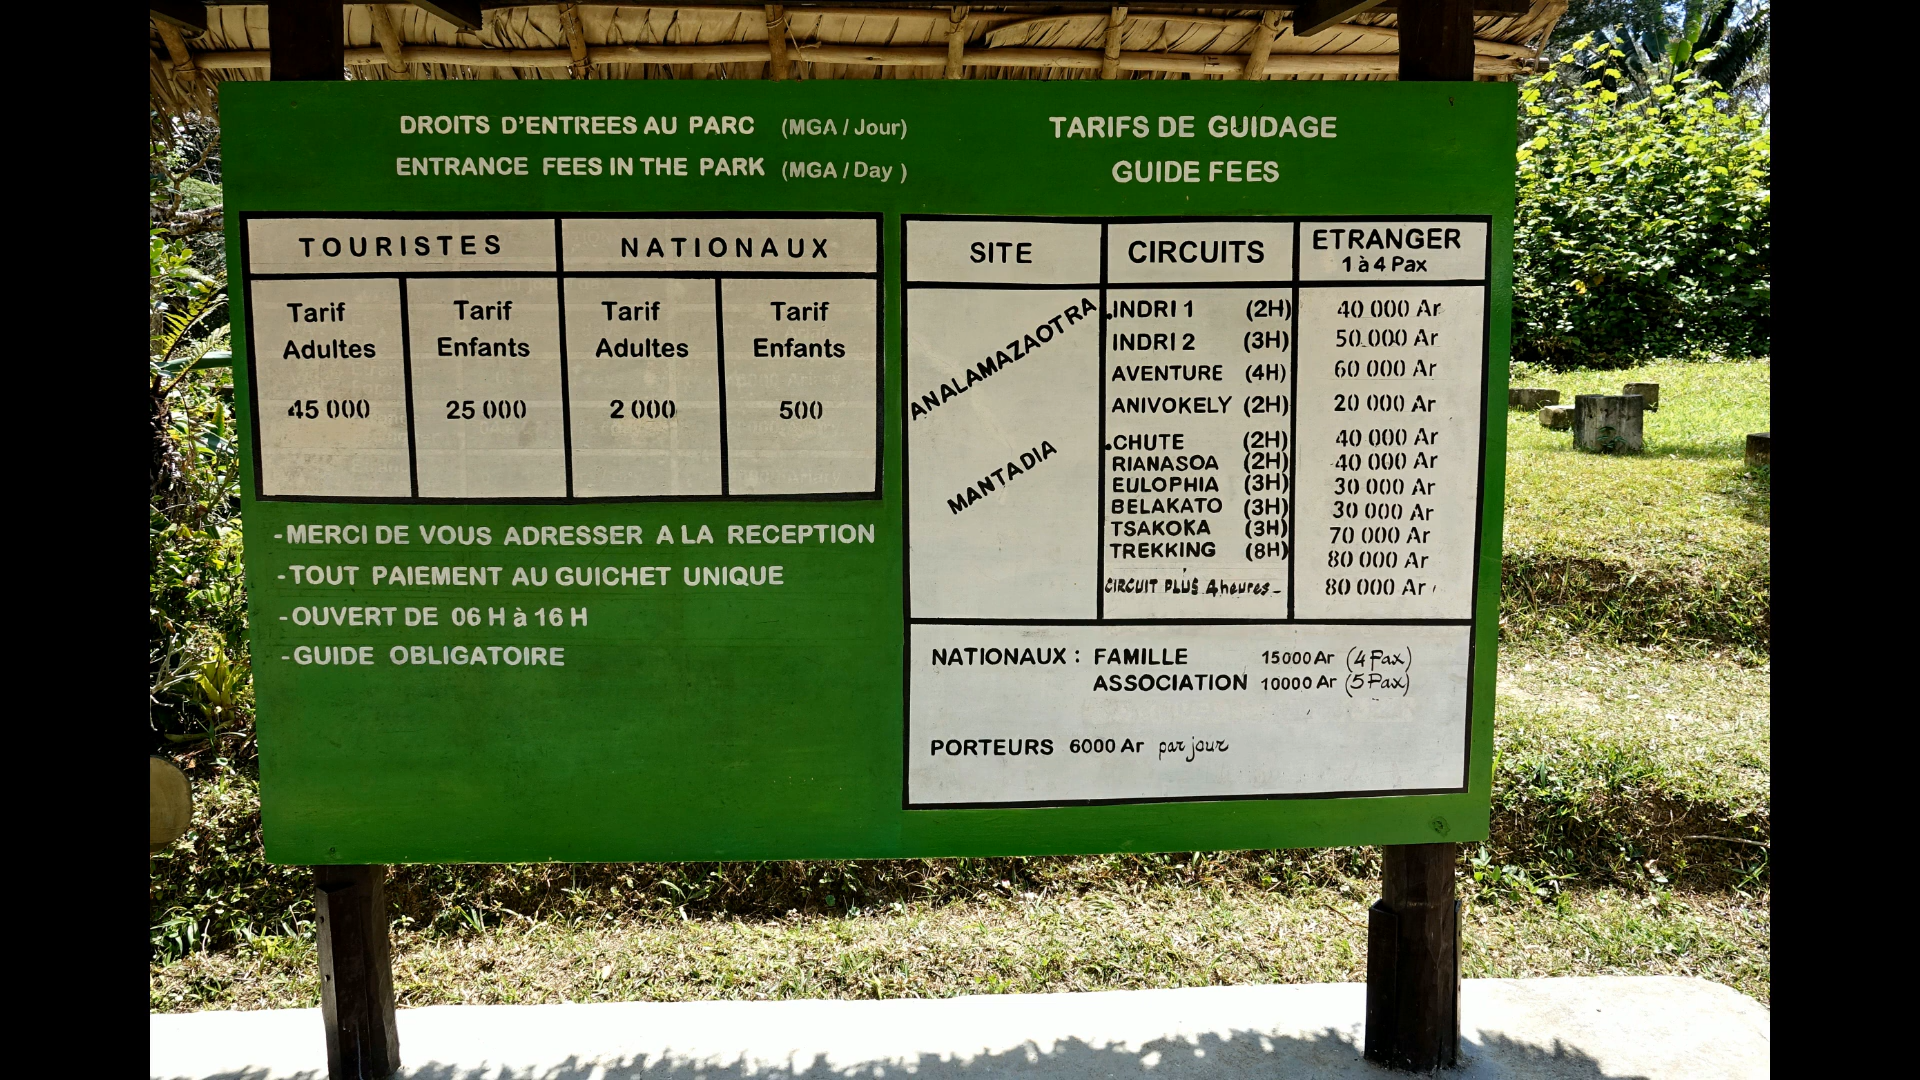 DROITS D'ENTREES AU PARC (MGA / Jour)
ENTRANCE FEES IN THE PARK (MGA / Day )
TOURISTES NATIONAUX
Tarif Adultes Tarif Enfants Tarif Adultes Tarif Enfants
45 000 25 000 2 000 500
-MERCI DE VOUS ADRESSER A LA RECEPTION
-TOUT PAIEMENT AU GUICHET UNIQUE
-OUVERT DE 06 H à 16 H
-GUIDE OBLIGATOIRE
TARIFS DE GUIDAGE
GUIDE FEES
SITE CIRCUITS ETRANGER
1 à 4 Pax
ANALAMAZAOTRA
.INDRI 1 (2H) 40 000 Ar
INDRI 2 (3H) 50 000 Ar
AVENTURE (4H) 60 000 Ar
ANIVOKELY (2H) 20 000 Ar
MANTADIA
.CHUTE (2H) 40 000 Ar
RIANASOA (2H) 40 000 Ar
EULOPHIA (3H) 30 000 Ar
BELAKATO (3H) 30 000 Ar
TSAKOKA (3H) 70 000 Ar
TREKKING (8H) 80 000 Ar
CIRCUIT PLUS 4heures - 80 000 Ar
NATIONAUX : FAMILLE 15000 Ar (4 Pax)
ASSOCIATION 10000 Ar (5 Pax)
PORTEURS 6000 Ar par jour